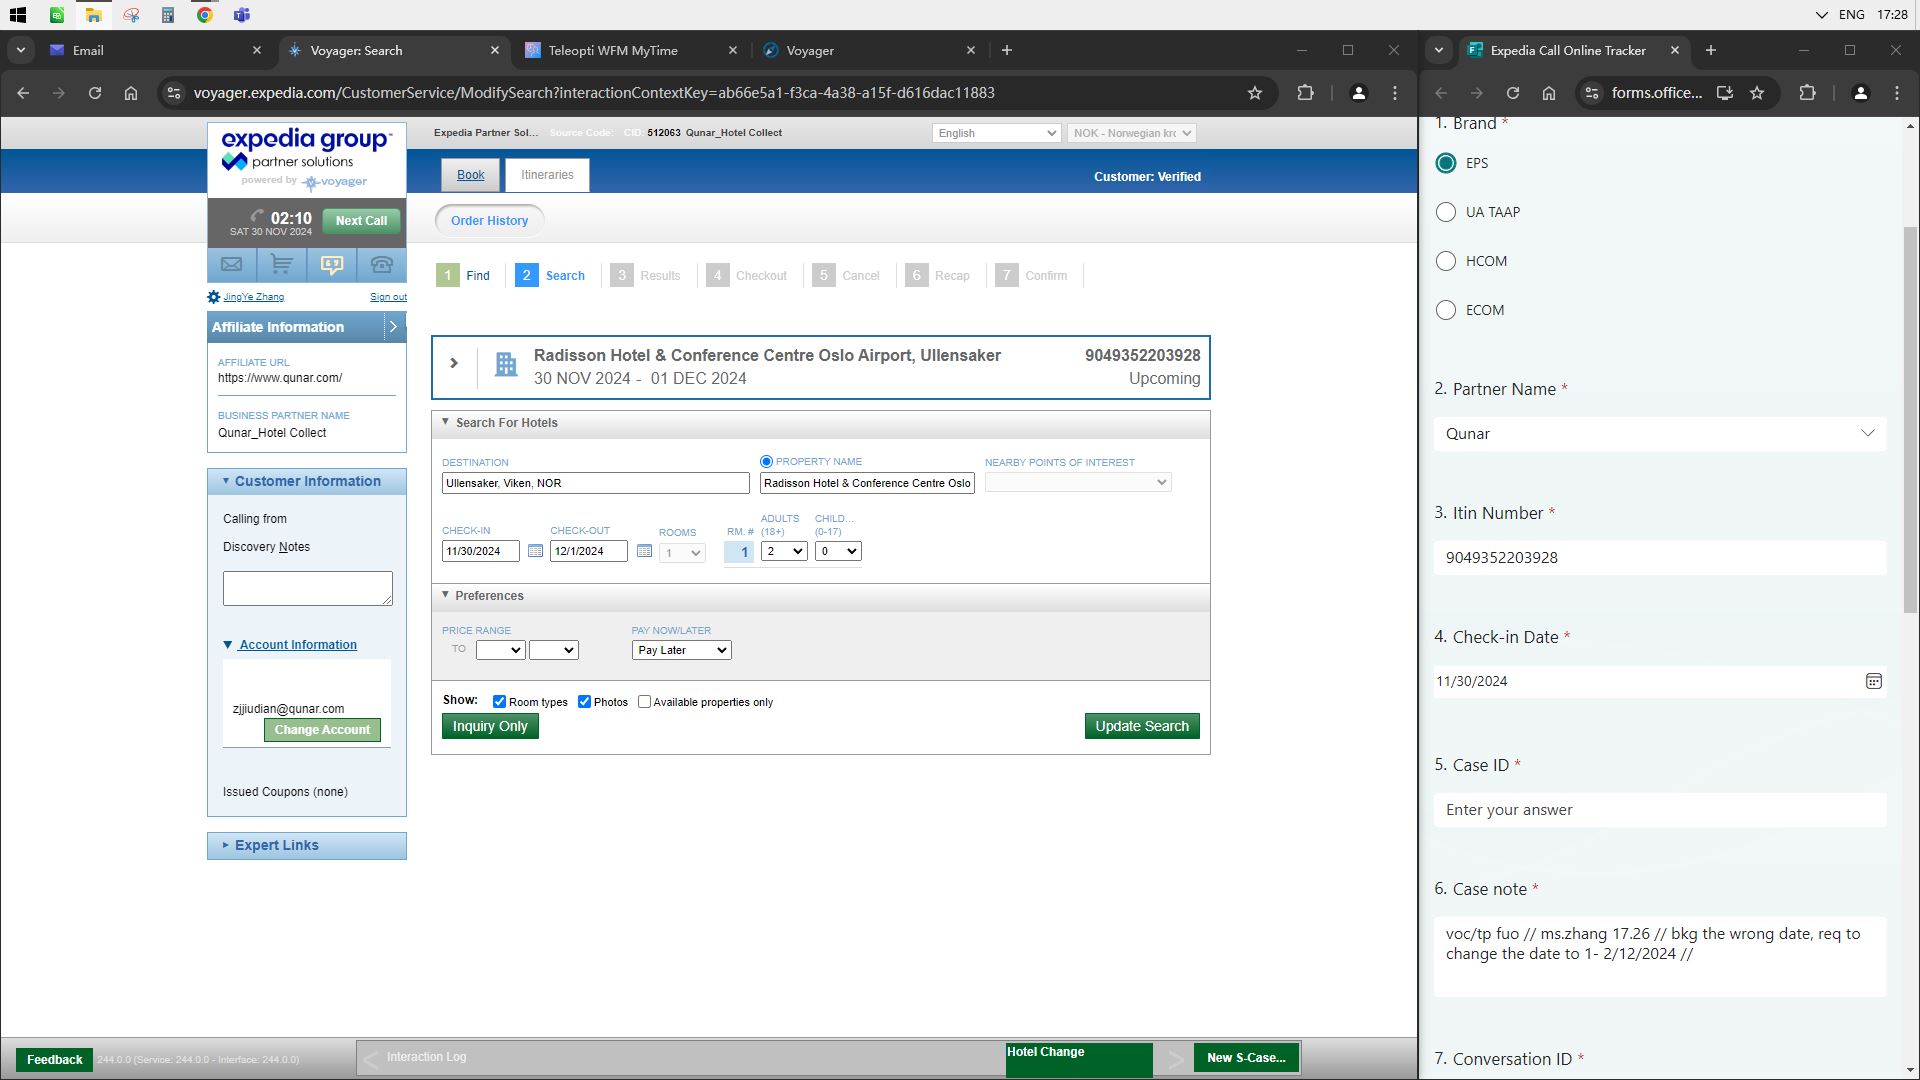 ENG 17:28
Email
Voyager: Search
Teleopti WFM MyTime
Voyager
Expedia Call Online Tracker
voyager.expedia.com/CustomerService/ModifySearch?interactionContextKey=ab66e5a1-f3ca-4a38-a15f-d616dac11883
forms.office...
expedia group
partner solutions
powered by voyager
Expedia Partner Sol... Source Code: CID: 512063 Qunar_Hotel Collect
English
NOK - Norwegian krc
Book
Itineraries
Customer: Verified
02:10
SAT 30 NOV 2024
Next Call
Order History
JingYe Zhang
Sign out
1 Find
2 Search
3 Results
4 Checkout
5 Cancel
6 Recap
7 Confirm
Affiliate Information
AFFILIATE URL
https://www.qunar.com/
BUSINESS PARTNER NAME
Qunar_Hotel Collect
Customer Information
Calling from
Discovery Notes
Account Information
zjjiudian@qunar.com
Change Account
Issued Coupons (none)
Expert Links
Radisson Hotel & Conference Centre Oslo Airport, Ullensaker
9049352203928
30 NOV 2024 - 01 DEC 2024
Upcoming
Search For Hotels
DESTINATION
PROPERTY NAME
NEARBY POINTS OF INTEREST
Ullensaker, Viken, NOR
Radisson Hotel & Conference Centre Oslo
CHECK-IN
CHECK-OUT
ROOMS
RM. #
ADULTS (18+)
CHILD... (0-17)
11/30/2024
12/1/2024
1
1
2
0
Preferences
PRICE RANGE
PAY NOW/LATER
TO
Pay Later
Show:
Room types
Photos
Available properties only
Inquiry Only
Update Search
Feedback
244.0.0 (Service: 244.0.0 - Interface: 244.0.0)
Interaction Log
Hotel Change
New S-Case...
1. Brand *
EPS
UA TAAP
HCOM
ECOM
2. Partner Name *
Qunar
3. Itin Number *
9049352203928
4. Check-in Date *
11/30/2024
5. Case ID *
Enter your answer
6. Case note *
voc/tp fuo // ms.zhang 17.26 // bkg the wrong date, req to
change the date to 1- 2/12/2024 //
7. Conversation ID *